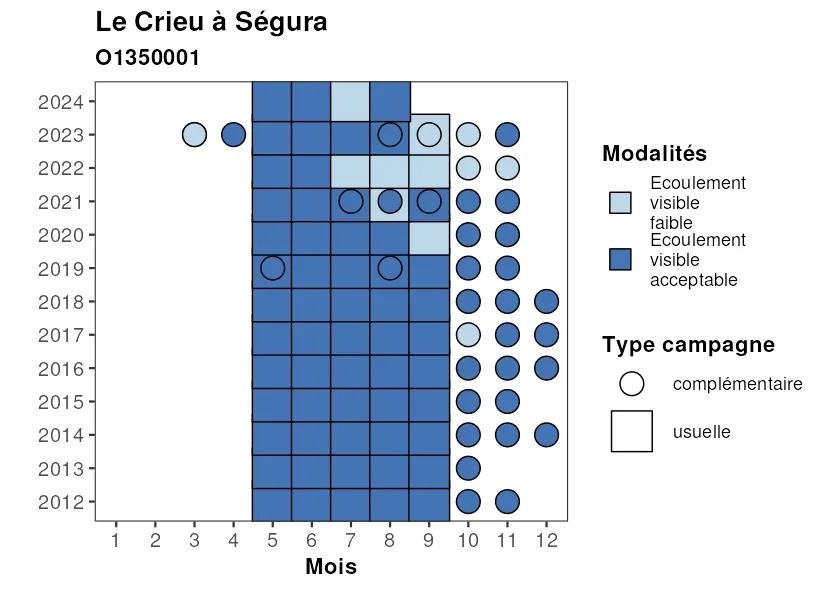 Le Crieu à Ségura
O1350001
2024
2023
2022
2021
2020
2019
2018
2017
2016
2015
2014
2013
2012
1 2 3 4 5 6 7 8 9 10 11 12
Mois
Modalités
Ecoulement
visible
faible
Ecoulement
visible
acceptable
Type campagne
complémentaire
usuelle